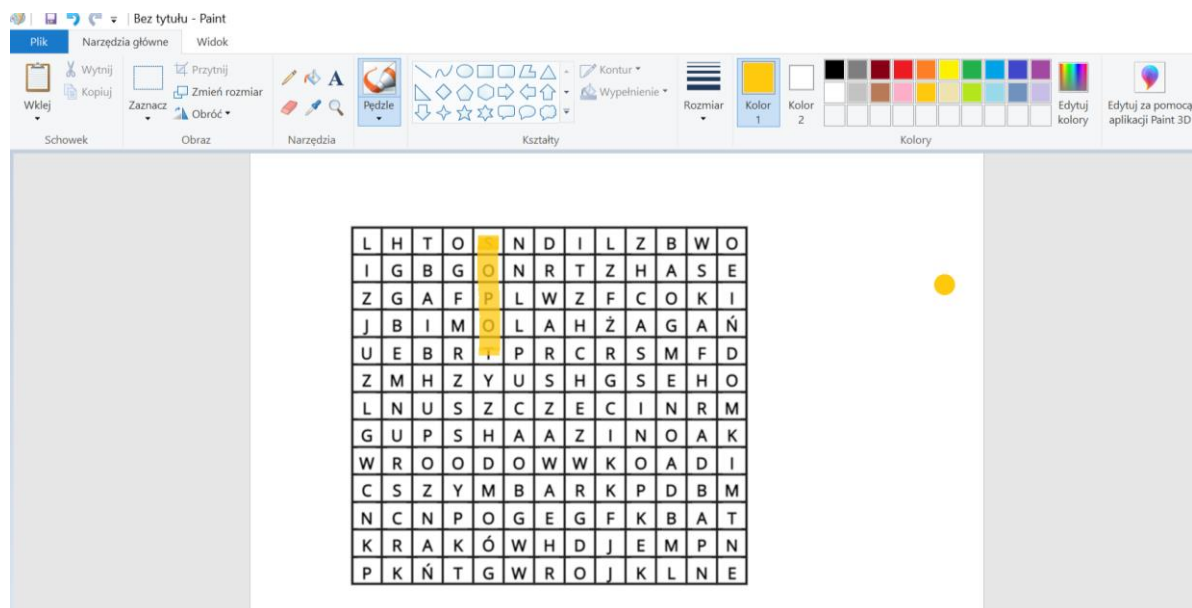 Bez tytułu - Paint
Plik Narzędzia główne Widok
Wklej
Wytnij
Kopiuj
Schowek
Zaznacz
Przytnij
Zmień rozmiar
Obróć
Obraz
A
Narzędzia
Pędzle
Kontur
Wypełnienie
Kształty
Rozmiar
Kolor 1
Kolor 2
Edytuj kolory
Kolory
Edytuj za pomocą aplikacji Paint 3D
L H T O S N D I L Z B W O
I G B G O N R T Z H A S E
Z G A F P L W Z F C O K I
J B I M O L A H Ż A G A Ń
U E B R T P R C R S M F D
Z M H Z Y U S H G S E H O
L N U S Z C Z E C I N R M
G U P S H A A Z I N O A K
W R O O D O W W K O A D I
C S Z Y M B A R K P D B M
N C N P O G E G F K B A T
K R A K Ó W H D J E M P N
P K Ń T G W R O J K L N E